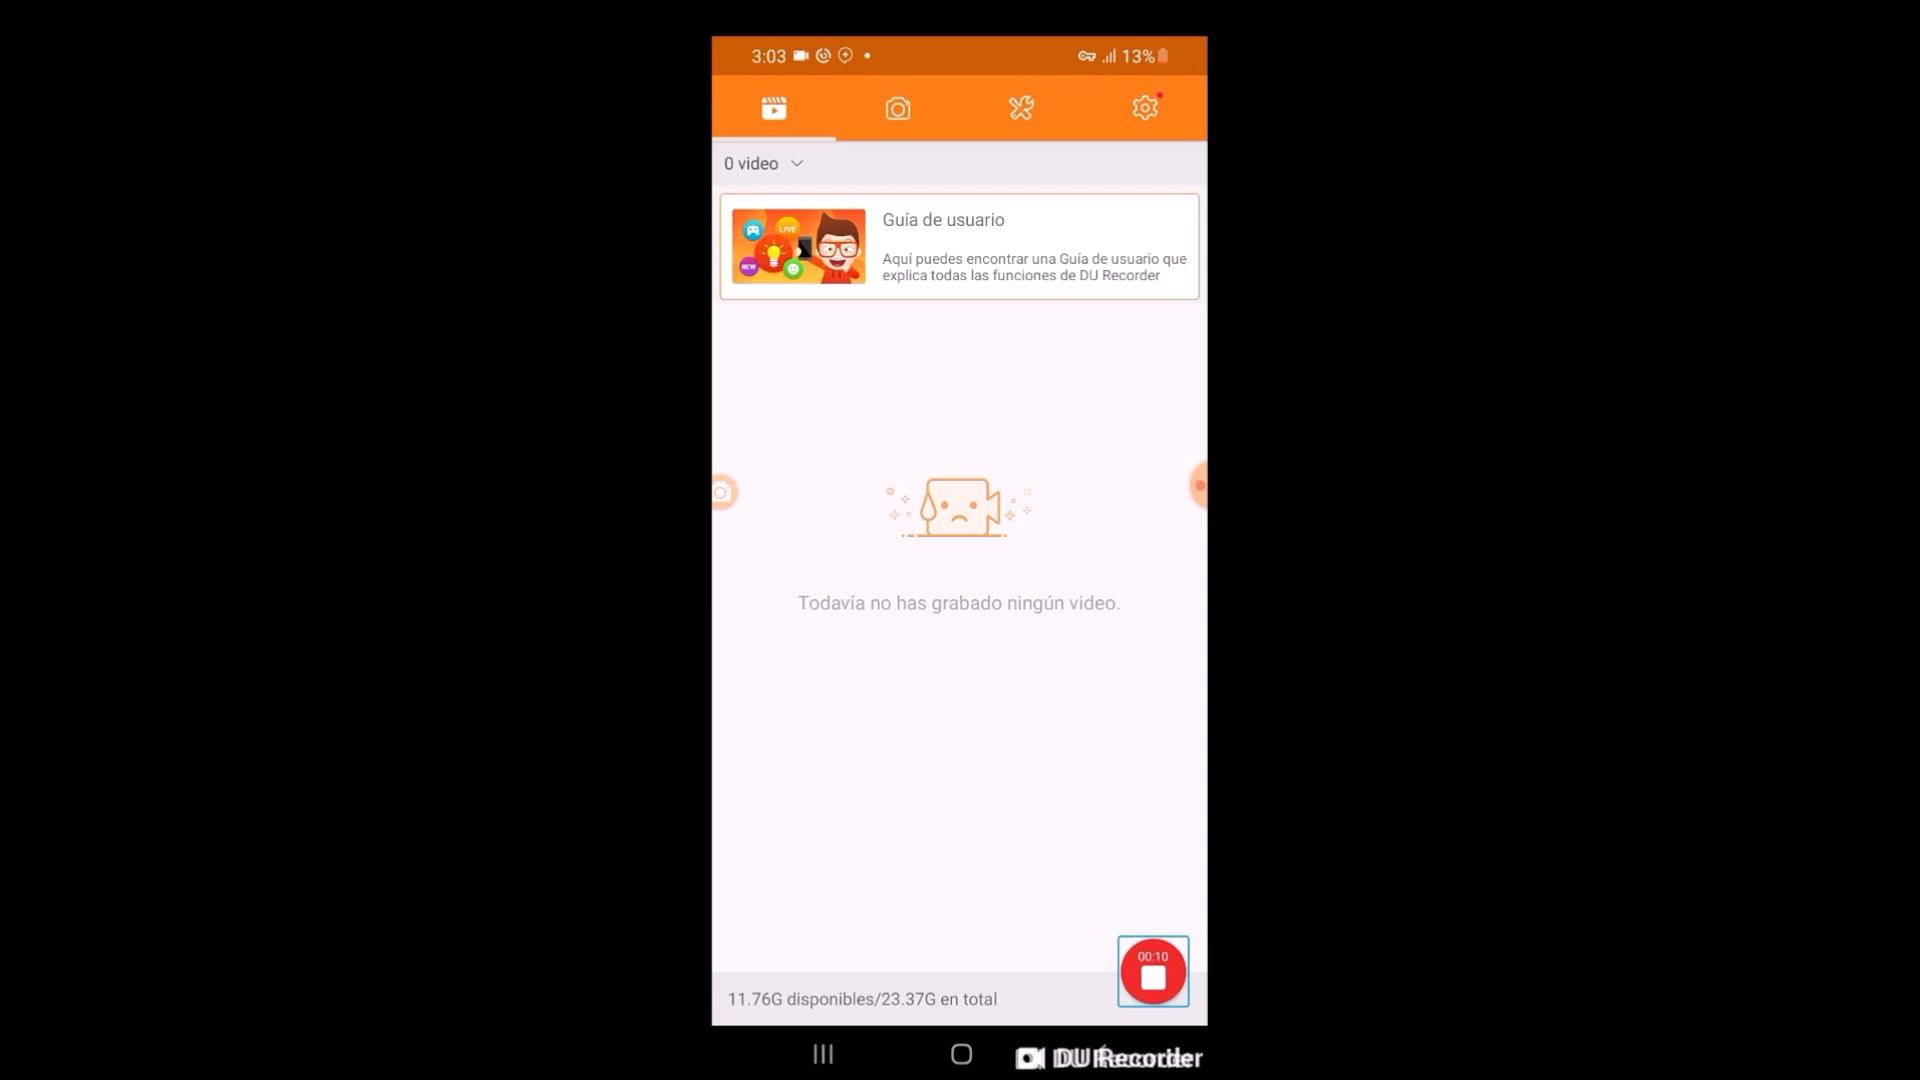 3:03
13%
0 video
Guía de usuario
LIVE
NEW
Aquí puedes encontrar una Guía de usuario que
explica todas las funciones de DU Recorder
Todavía no has grabado ningún video.
00:10
11.76G disponibles/23.37G en total
DU Recorder